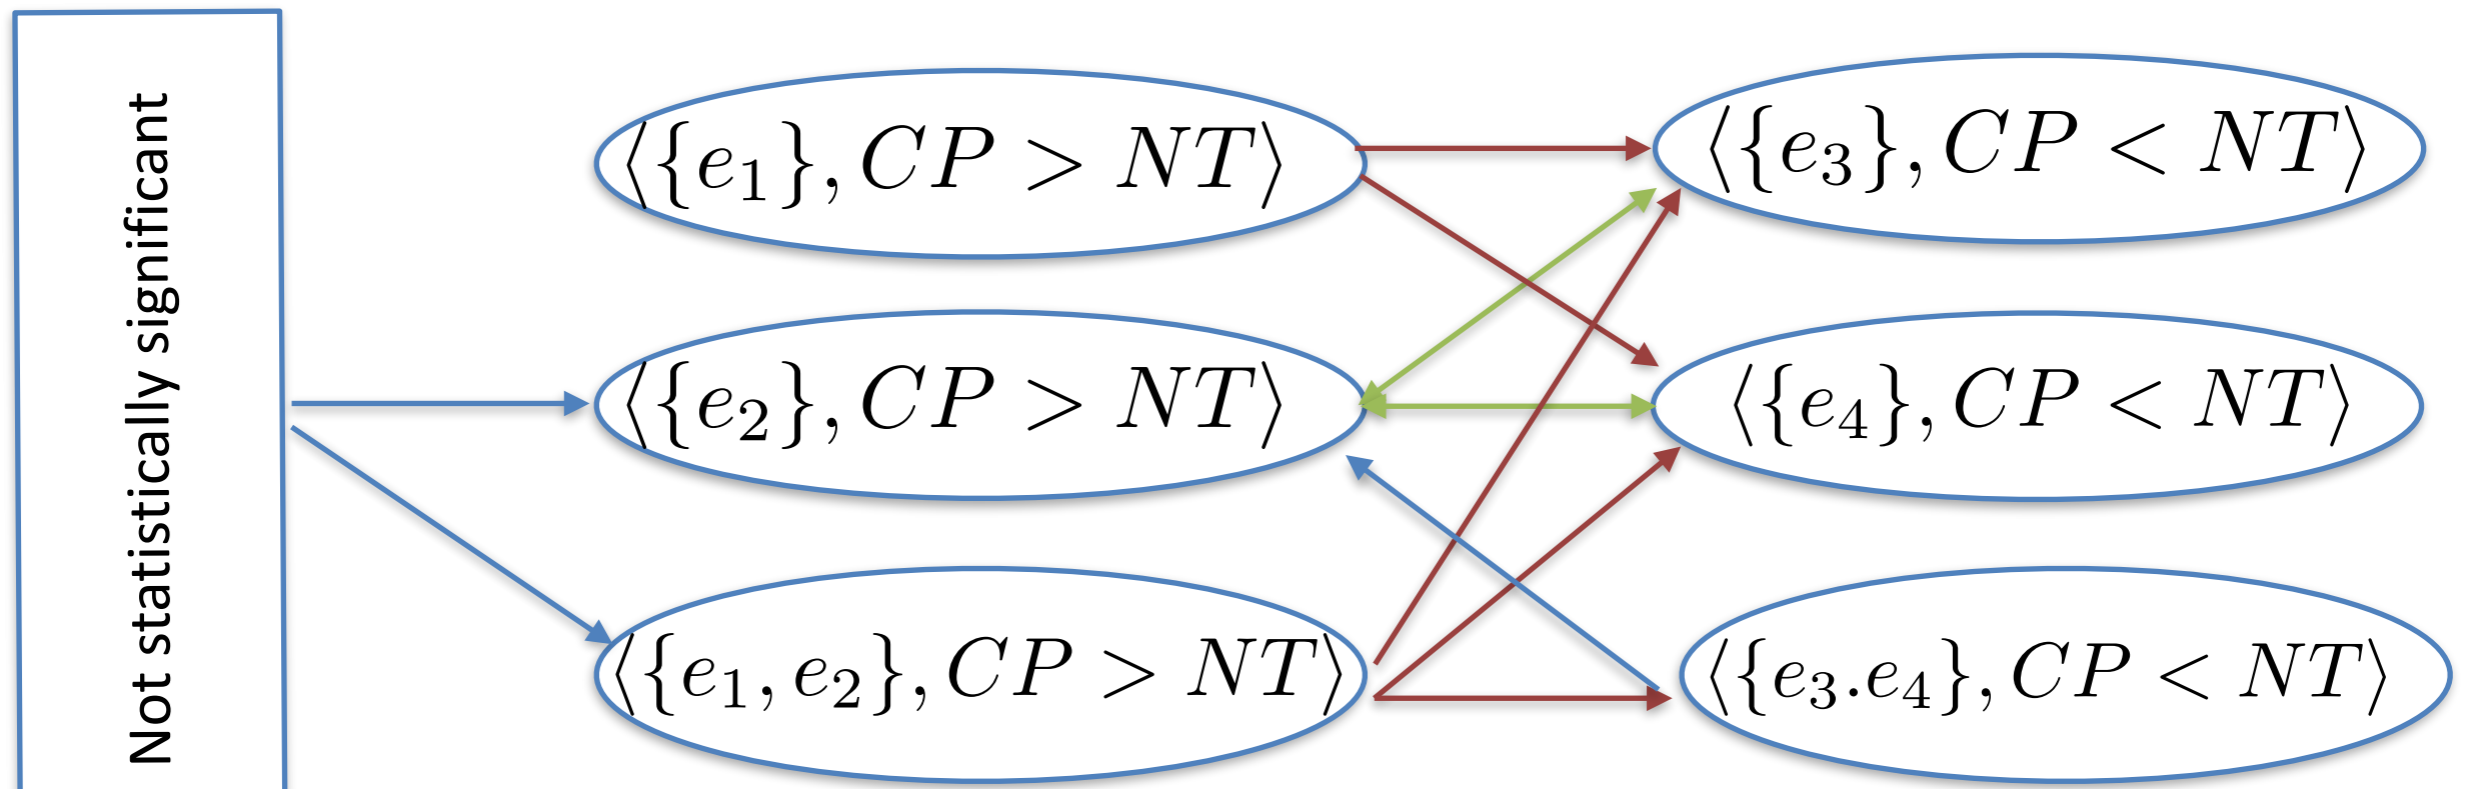 Not statistically significant
⟨{e₁}, CP > NT⟩
⟨{e₃}, CP < NT⟩
⟨{e₂}, CP > NT⟩
⟨{e₄}, CP < NT⟩
⟨{e₁, e₂}, CP > NT⟩
⟨{e₃.e₄}, CP < NT⟩